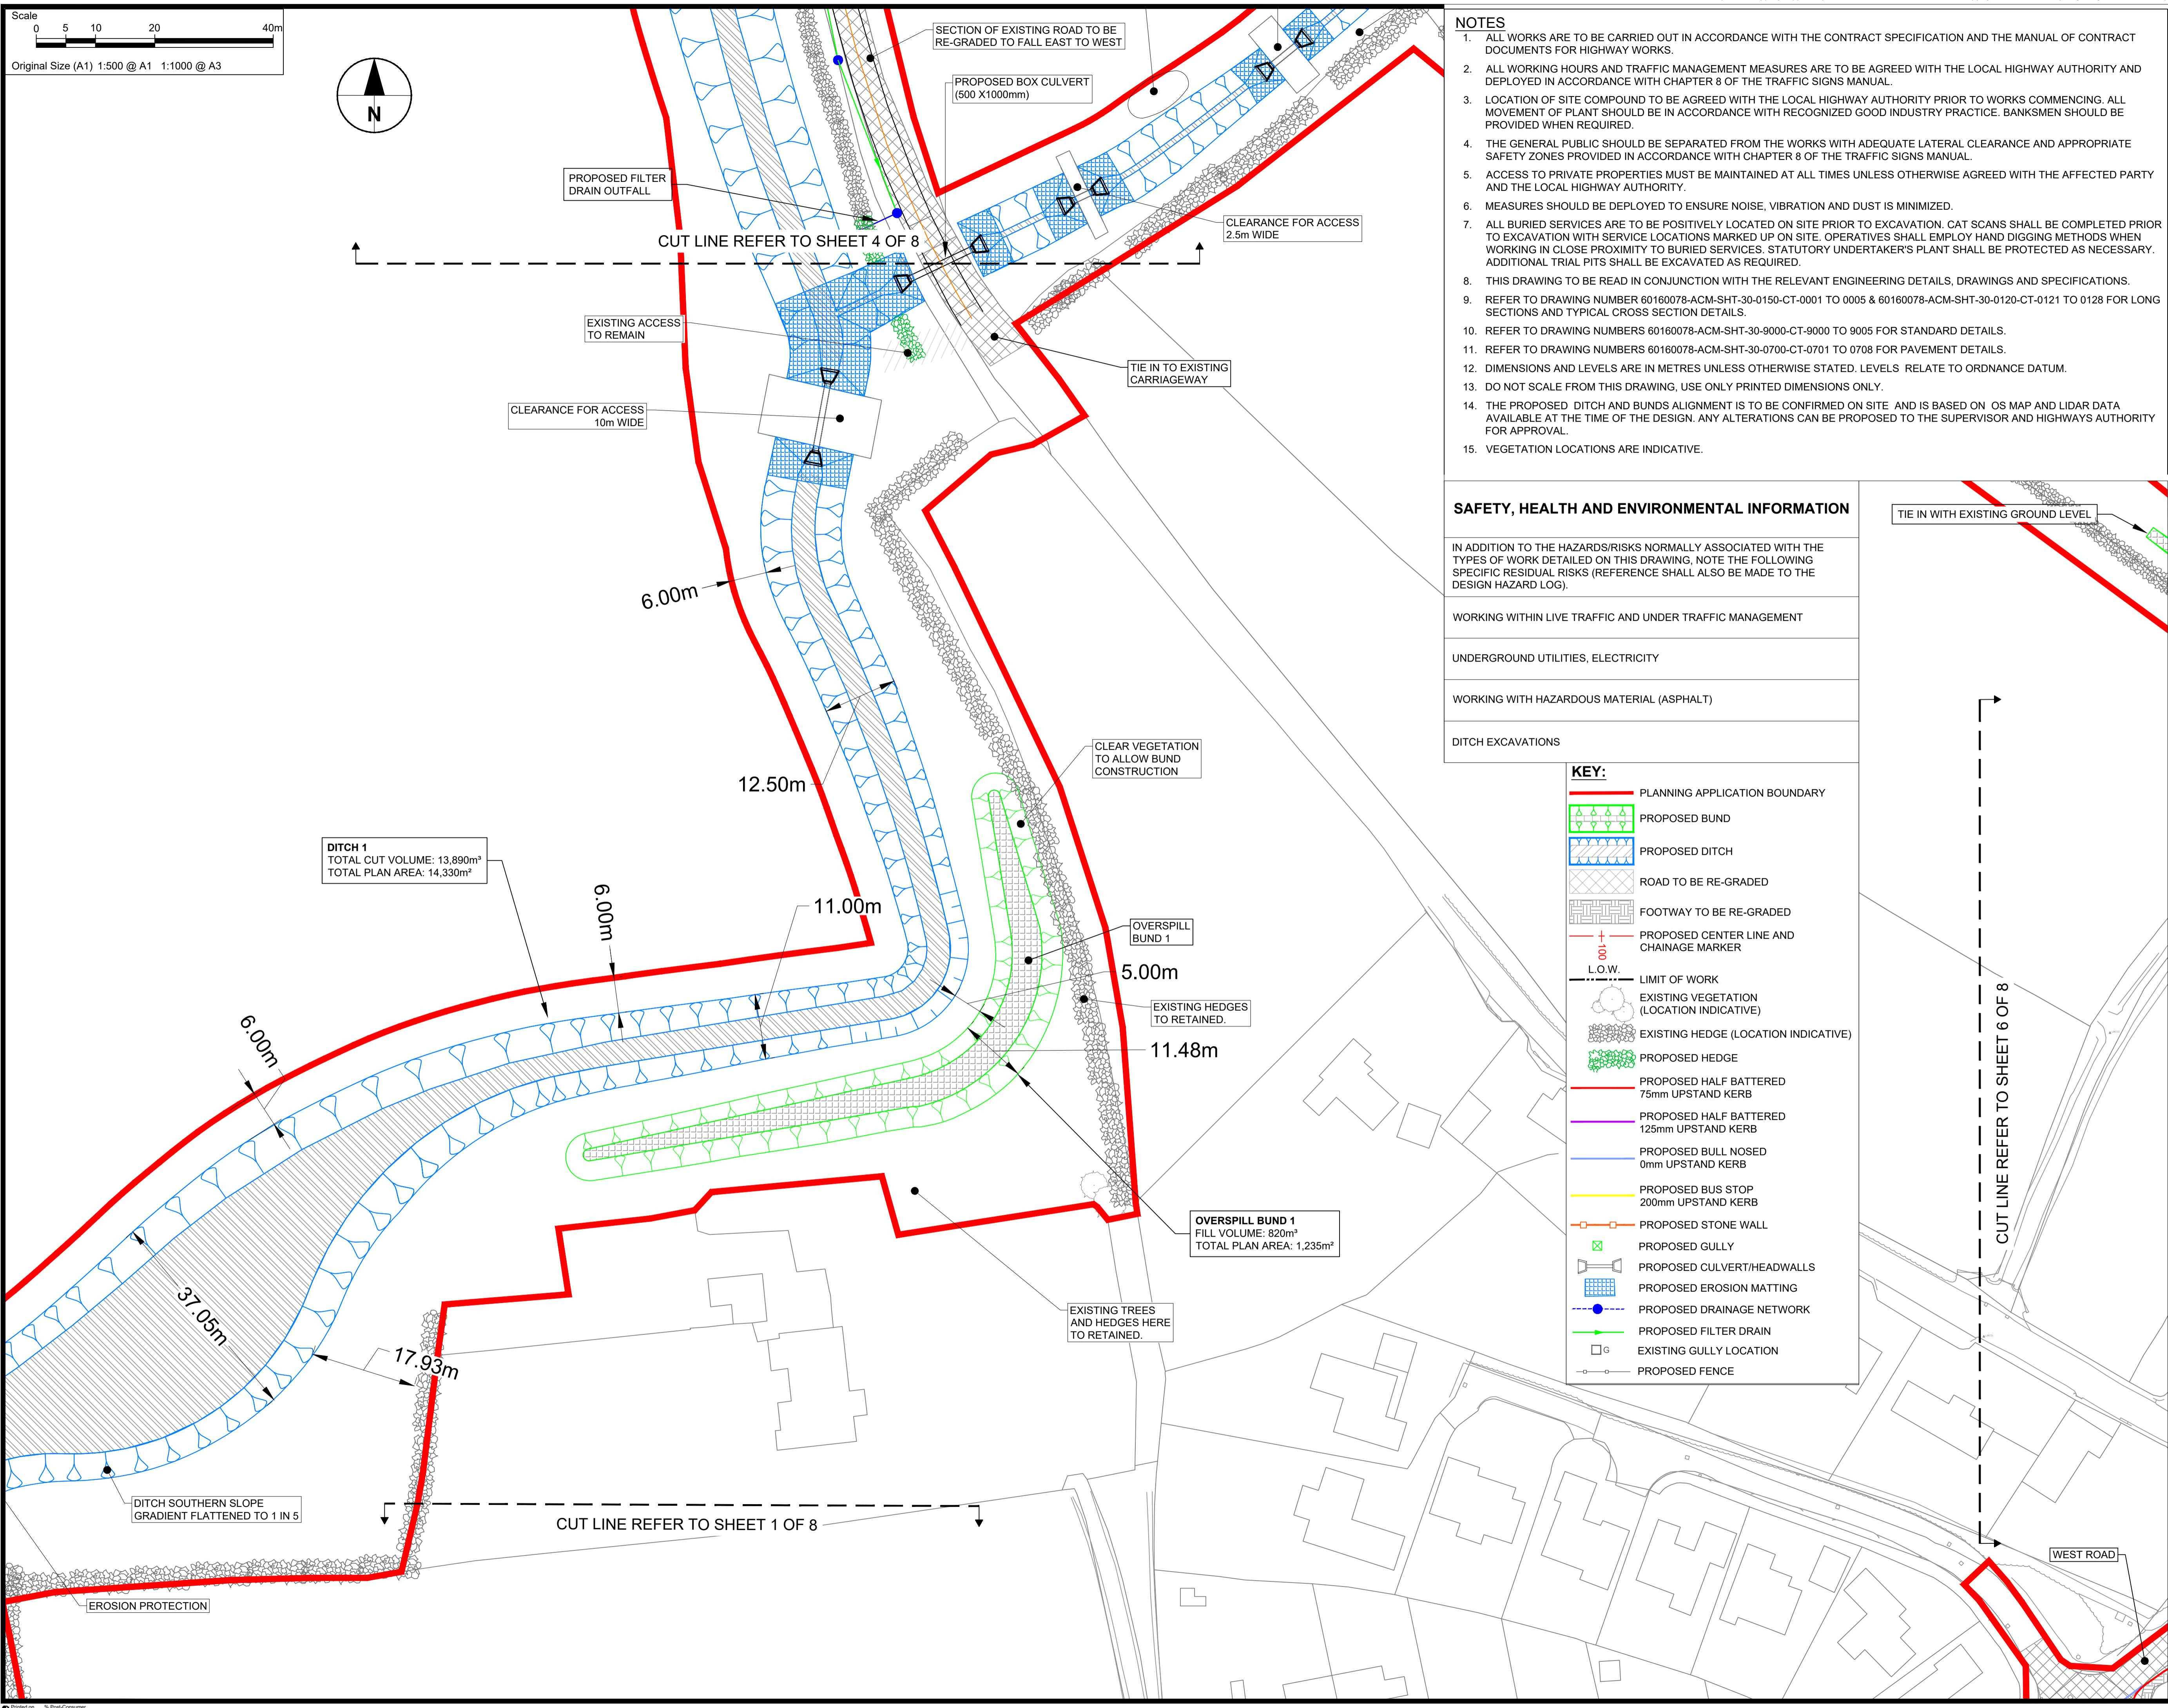 Scale
0 5 10 20 40m
Original Size (A1) 1:500 @ A1 1:1000 @ A3
N
SECTION OF EXISTING ROAD TO BE
RE-GRADED TO FALL EAST TO WEST
PROPOSED BOX CULVERT
(500 X1000mm)
PROPOSED FILTER
DRAIN OUTFALL
CLEARANCE FOR ACCESS
2.5m WIDE
CUT LINE REFER TO SHEET 4 OF 8
EXISTING ACCESS
TO REMAIN
TIE IN TO EXISTING
CARRIAGEWAY
CLEARANCE FOR ACCESS
10m WIDE
6.00m
12.50m
CLEAR VEGETATION
TO ALLOW BUND
CONSTRUCTION
DITCH 1
TOTAL CUT VOLUME: 13,890m³
TOTAL PLAN AREA: 14,330m²
6.00m
11.00m
OVERSPILL
BUND 1
5.00m
EXISTING HEDGES
TO RETAINED.
6.00m
11.48m
OVERSPILL BUND 1
FILL VOLUME: 820m³
TOTAL PLAN AREA: 1,235m²
37.05m
EXISTING TREES
AND HEDGES HERE
TO RETAINED.
17.93m
DITCH SOUTHERN SLOPE
GRADIENT FLATTENED TO 1 IN 5
CUT LINE REFER TO SHEET 1 OF 8
EROSION PROTECTION
NOTES
1. ALL WORKS ARE TO BE CARRIED OUT IN ACCORDANCE WITH THE CONTRACT SPECIFICATION AND THE MANUAL OF CONTRACT
DOCUMENTS FOR HIGHWAY WORKS.
2. ALL WORKING HOURS AND TRAFFIC MANAGEMENT MEASURES ARE TO BE AGREED WITH THE LOCAL HIGHWAY AUTHORITY AND
DEPLOYED IN ACCORDANCE WITH CHAPTER 8 OF THE TRAFFIC SIGNS MANUAL.
3. LOCATION OF SITE COMPOUND TO BE AGREED WITH THE LOCAL HIGHWAY AUTHORITY PRIOR TO WORKS COMMENCING. ALL
MOVEMENT OF PLANT SHOULD BE IN ACCORDANCE WITH RECOGNIZED GOOD INDUSTRY PRACTICE. BANKSMEN SHOULD BE
PROVIDED WHEN REQUIRED.
4. THE GENERAL PUBLIC SHOULD BE SEPARATED FROM THE WORKS WITH ADEQUATE LATERAL CLEARANCE AND APPROPRIATE
SAFETY ZONES PROVIDED IN ACCORDANCE WITH CHAPTER 8 OF THE TRAFFIC SIGNS MANUAL.
5. ACCESS TO PRIVATE PROPERTIES MUST BE MAINTAINED AT ALL TIMES UNLESS OTHERWISE AGREED WITH THE AFFECTED PARTY
AND THE LOCAL HIGHWAY AUTHORITY.
6. MEASURES SHOULD BE DEPLOYED TO ENSURE NOISE, VIBRATION AND DUST IS MINIMIZED.
7. ALL BURIED SERVICES ARE TO BE POSITIVELY LOCATED ON SITE PRIOR TO EXCAVATION. CAT SCANS SHALL BE COMPLETED PRIOR
TO EXCAVATION WITH SERVICE LOCATIONS MARKED UP ON SITE. OPERATIVES SHALL EMPLOY HAND DIGGING METHODS WHEN
WORKING IN CLOSE PROXIMITY TO BURIED SERVICES. STATUTORY UNDERTAKER'S PLANT SHALL BE PROTECTED AS NECESSARY.
ADDITIONAL TRIAL PITS SHALL BE EXCAVATED AS REQUIRED.
8. THIS DRAWING TO BE READ IN CONJUNCTION WITH THE RELEVANT ENGINEERING DETAILS, DRAWINGS AND SPECIFICATIONS.
9. REFER TO DRAWING NUMBER 60160078-ACM-SHT-30-0150-CT-0001 TO 0005 & 60160078-ACM-SHT-30-0120-CT-0121 TO 0128 FOR LONG
SECTIONS AND TYPICAL CROSS SECTION DETAILS.
10. REFER TO DRAWING NUMBERS 60160078-ACM-SHT-30-9000-CT-9000 TO 9005 FOR STANDARD DETAILS.
11. REFER TO DRAWING NUMBERS 60160078-ACM-SHT-30-0700-CT-0701 TO 0708 FOR PAVEMENT DETAILS.
12. DIMENSIONS AND LEVELS ARE IN METRES UNLESS OTHERWISE STATED. LEVELS RELATE TO ORDNANCE DATUM.
13. DO NOT SCALE FROM THIS DRAWING, USE ONLY PRINTED DIMENSIONS ONLY.
14. THE PROPOSED DITCH AND BUNDS ALIGNMENT IS TO BE CONFIRMED ON SITE AND IS BASED ON OS MAP AND LIDAR DATA
AVAILABLE AT THE TIME OF THE DESIGN. ANY ALTERATIONS CAN BE PROPOSED TO THE SUPERVISOR AND HIGHWAYS AUTHORITY
FOR APPROVAL.
15. VEGETATION LOCATIONS ARE INDICATIVE.
SAFETY, HEALTH AND ENVIRONMENTAL INFORMATION
IN ADDITION TO THE HAZARDS/RISKS NORMALLY ASSOCIATED WITH THE
TYPES OF WORK DETAILED ON THIS DRAWING, NOTE THE FOLLOWING
SPECIFIC RESIDUAL RISKS (REFERENCE SHALL ALSO BE MADE TO THE
DESIGN HAZARD LOG).
WORKING WITHIN LIVE TRAFFIC AND UNDER TRAFFIC MANAGEMENT
UNDERGROUND UTILITIES, ELECTRICITY
WORKING WITH HAZARDOUS MATERIAL (ASPHALT)
DITCH EXCAVATIONS
TIE IN WITH EXISTING GROUND LEVEL
KEY:
PLANNING APPLICATION BOUNDARY
PROPOSED BUND
PROPOSED DITCH
ROAD TO BE RE-GRADED
FOOTWAY TO BE RE-GRADED
100
PROPOSED CENTER LINE AND
CHAINAGE MARKER
L.O.W.
LIMIT OF WORK
EXISTING VEGETATION
(LOCATION INDICATIVE)
EXISTING HEDGE (LOCATION INDICATIVE)
PROPOSED HEDGE
PROPOSED HALF BATTERED
75mm UPSTAND KERB
PROPOSED HALF BATTERED
125mm UPSTAND KERB
PROPOSED BULL NOSED
0mm UPSTAND KERB
PROPOSED BUS STOP
200mm UPSTAND KERB
PROPOSED STONE WALL
PROPOSED GULLY
PROPOSED CULVERT/HEADWALLS
PROPOSED EROSION MATTING
PROPOSED DRAINAGE NETWORK
PROPOSED FILTER DRAIN
G EXISTING GULLY LOCATION
PROPOSED FENCE
CUT LINE REFER TO SHEET 6 OF 8
WEST ROAD